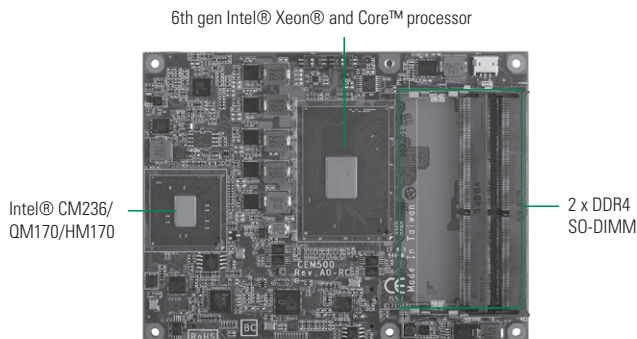 6th gen Intel® Xeon® and Core™ processor
Intel® CM236/
QM170/HM170
2 x DDR4
SO-DIMM
CEM500
Rev.A0-RC
Made In Taiwan
CE
RoHS
BC